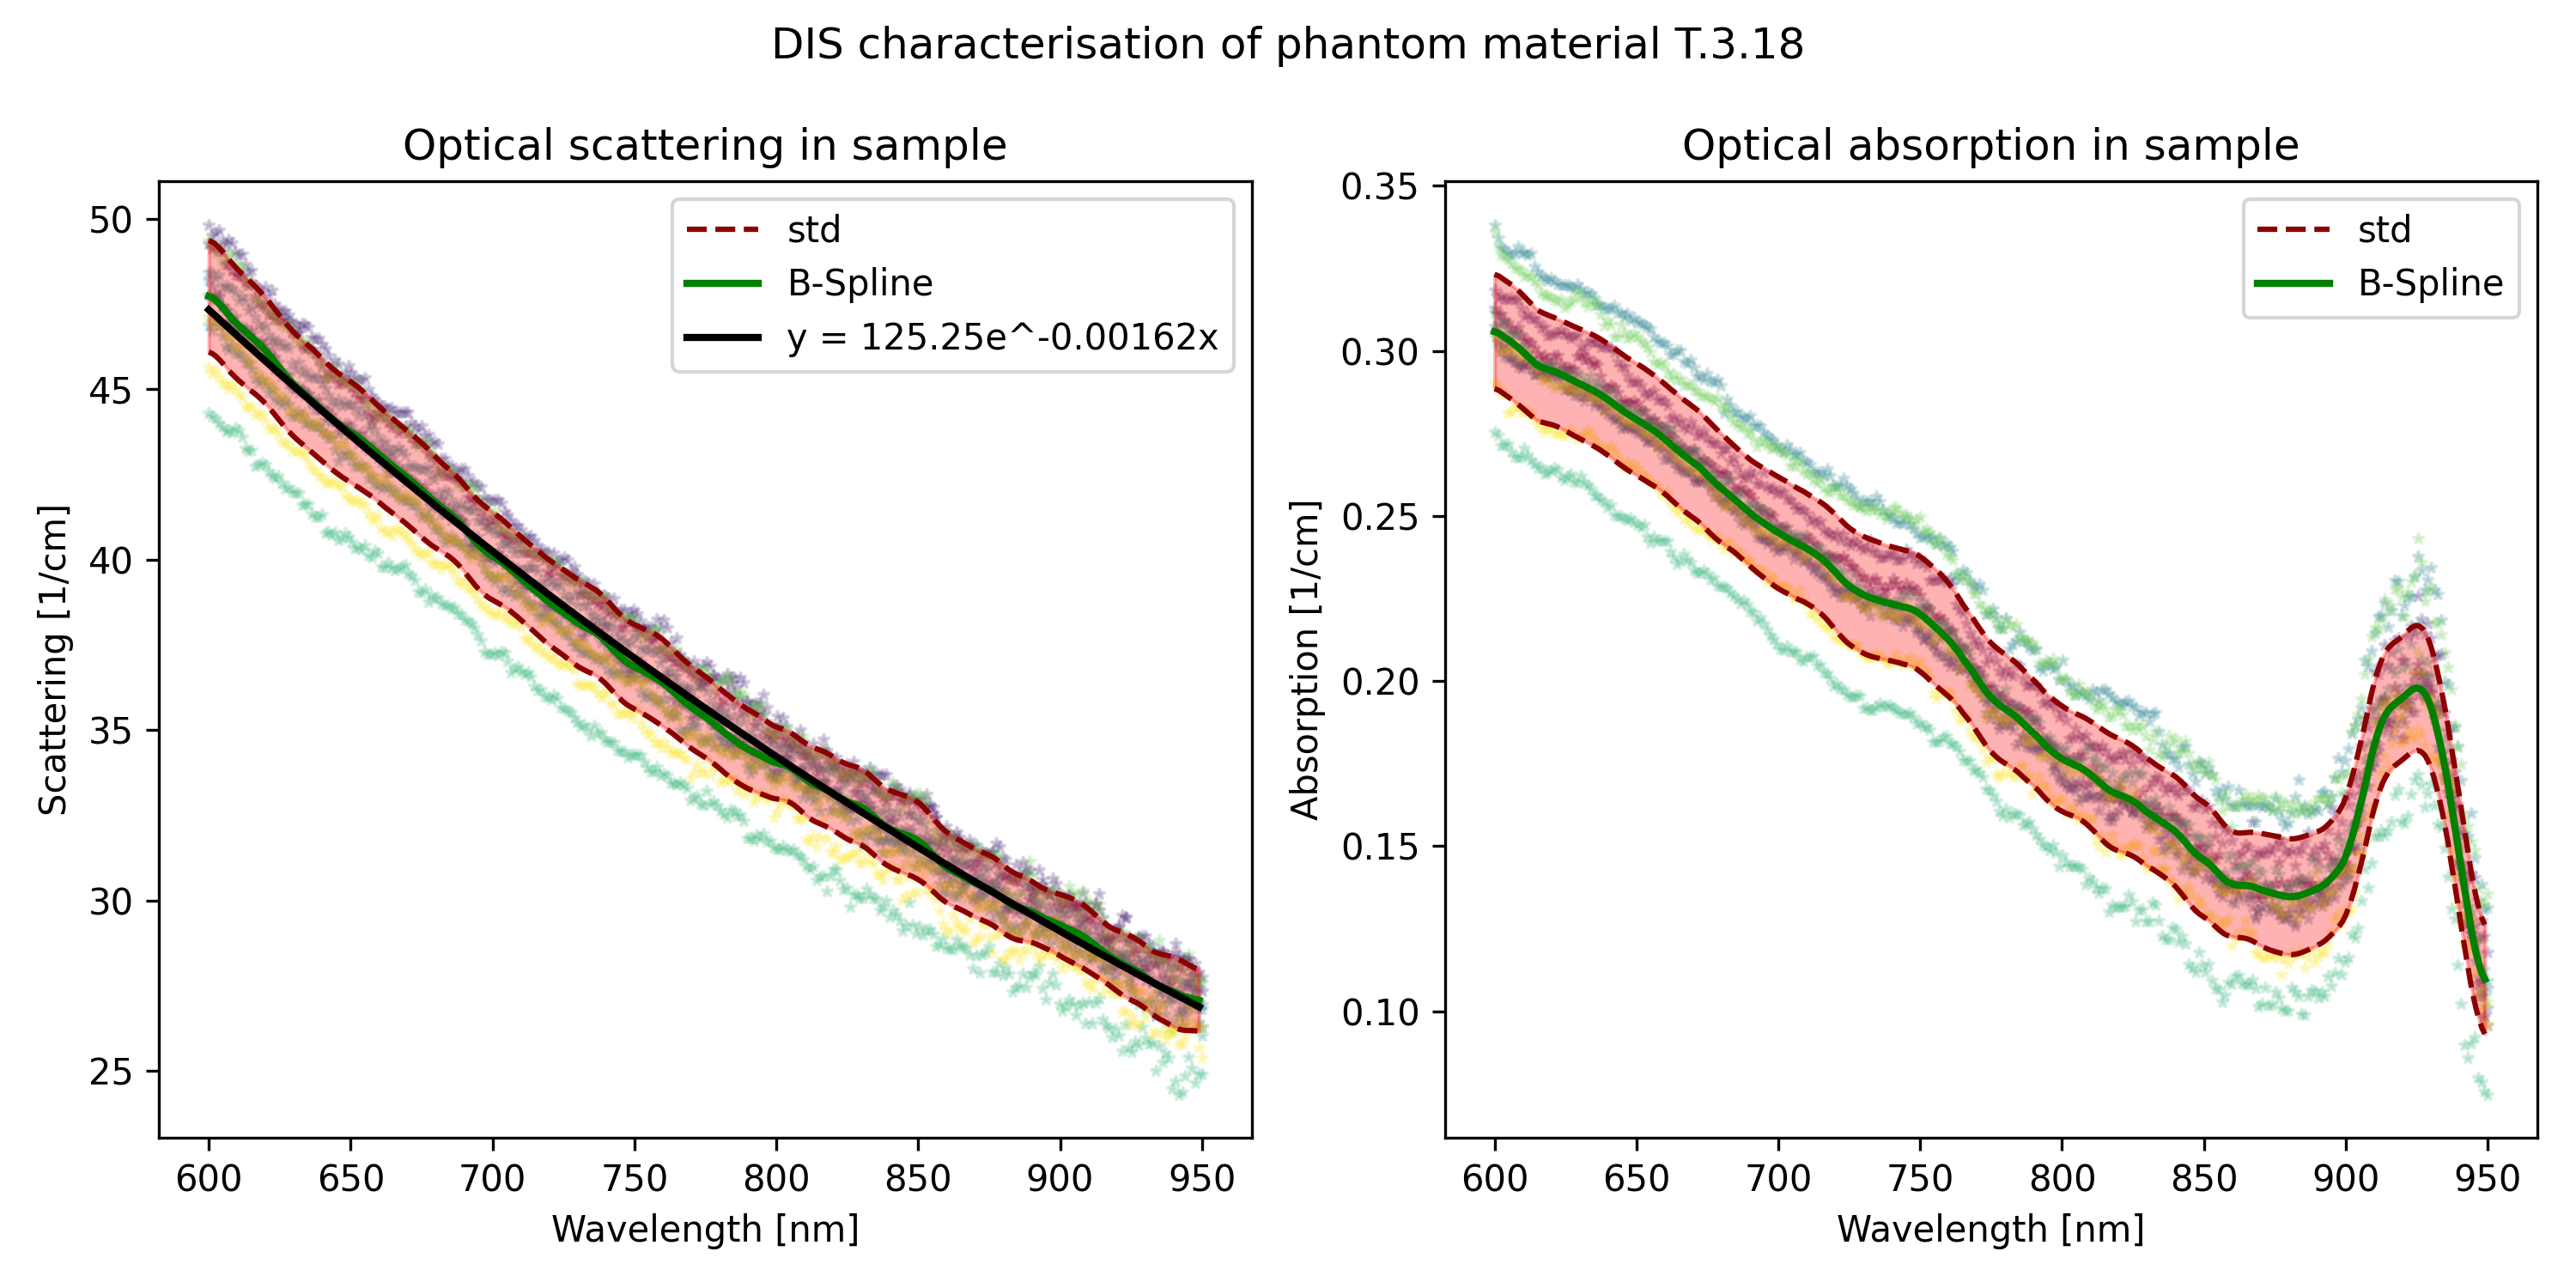 DIS characterisation of phantom material T.3.18
Optical scattering in sample
std
B-Spline
y = 125.25e^-0.00162x
50
45
40
35
30
25
Scattering [1/cm]
600 650 700 750 800 850 900 950
Wavelength [nm]
Optical absorption in sample
std
B-Spline
0.35
0.30
0.25
0.20
0.15
0.10
Absorption [1/cm]
600 650 700 750 800 850 900 950
Wavelength [nm]